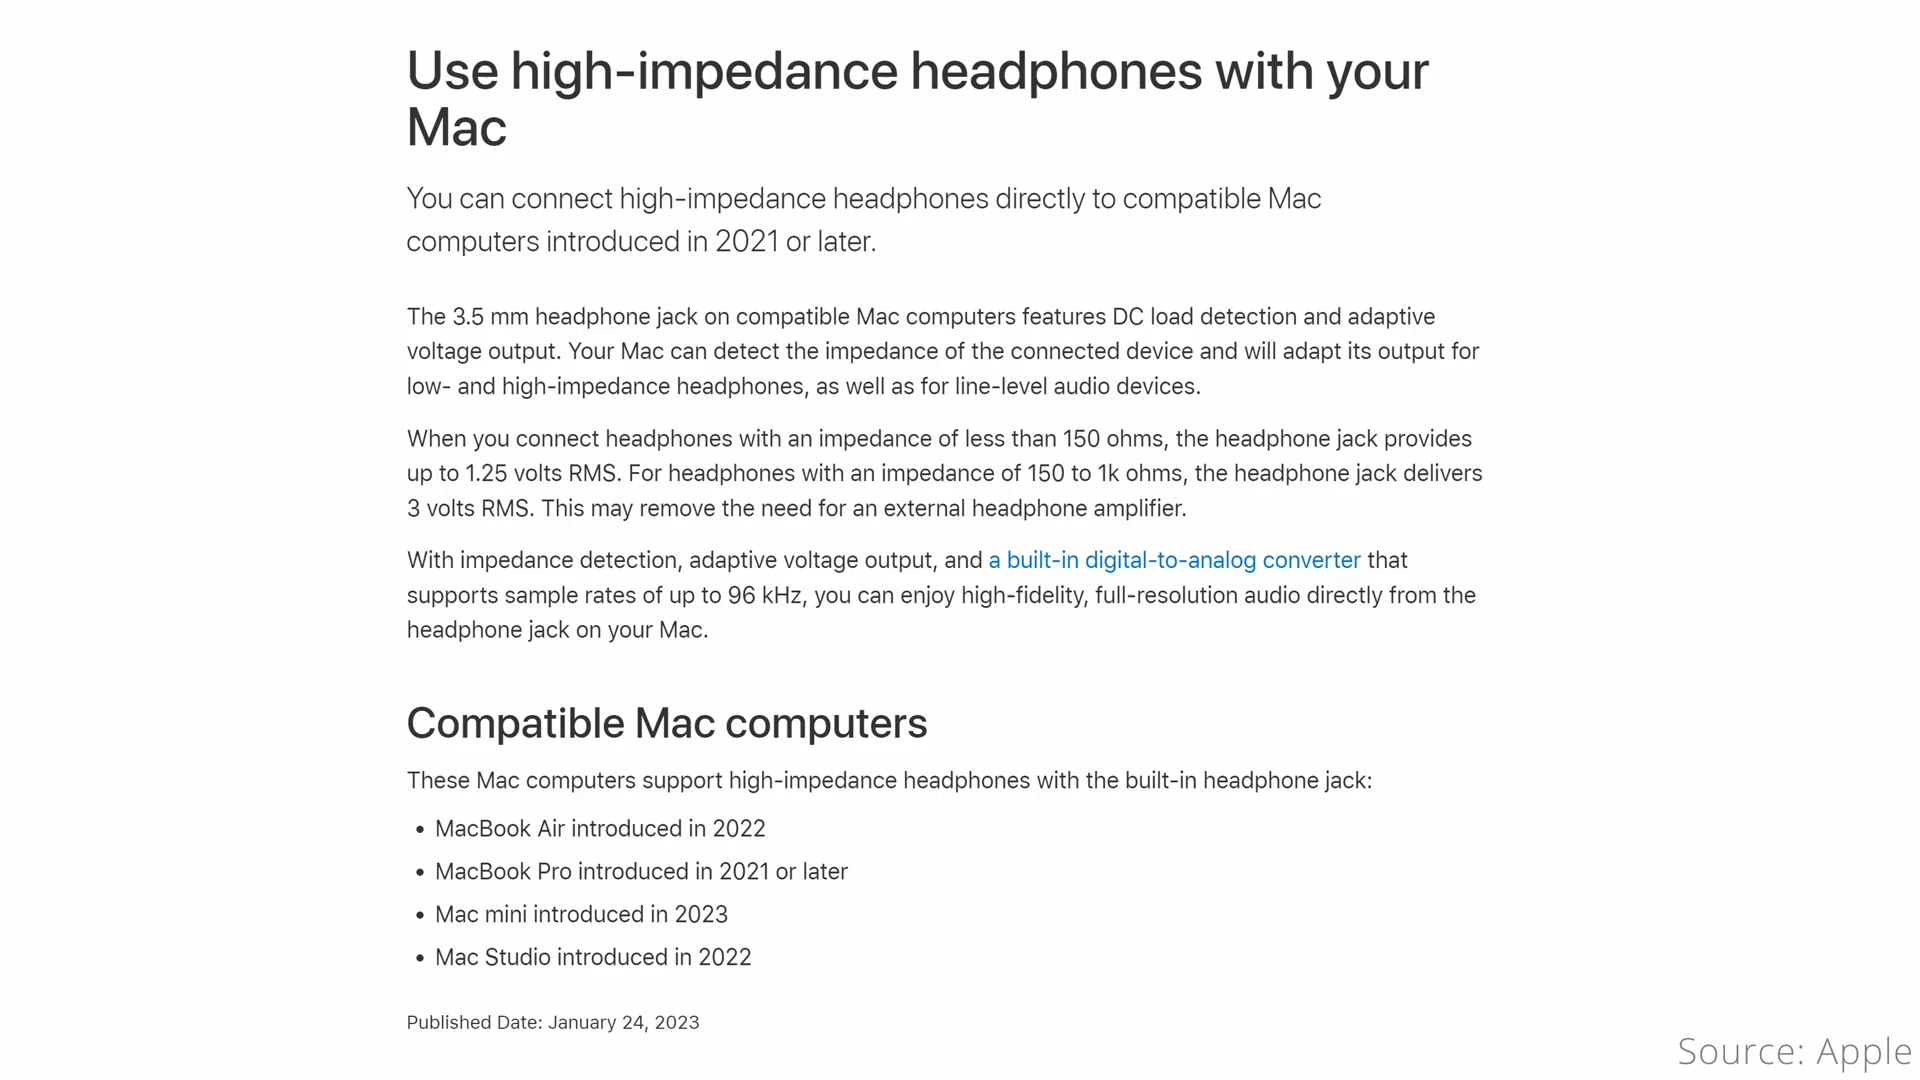 Use high-impedance headphones with your
Mac
You can connect high-impedance headphones directly to compatible Mac
computers introduced in 2021 or later.
The 3.5 mm headphone jack on compatible Mac computers features DC load detection and adaptive
voltage output. Your Mac can detect the impedance of the connected device and will adapt its output for
low- and high-impedance headphones, as well as for line-level audio devices.
When you connect headphones with an impedance of less than 150 ohms, the headphone jack provides
up to 1.25 volts RMS. For headphones with an impedance of 150 to 1k ohms, the headphone jack delivers
3 volts RMS. This may remove the need for an external headphone amplifier.
With impedance detection, adaptive voltage output, and a built-in digital-to-analog converter that
supports sample rates of up to 96 kHz, you can enjoy high-fidelity, full-resolution audio directly from the
headphone jack on your Mac.
Compatible Mac computers
These Mac computers support high-impedance headphones with the built-in headphone jack:
• MacBook Air introduced in 2022
• MacBook Pro introduced in 2021 or later
• Mac mini introduced in 2023
• Mac Studio introduced in 2022
Published Date: January 24, 2023
Source: Apple